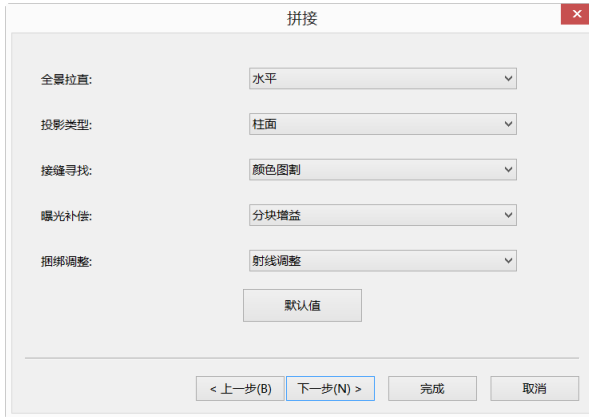 拼接
全景拉直: 水平
投影类型: 柱面
接缝寻找: 颜色图割
曝光补偿: 分块增益
捆绑调整: 射线调整
默认值
< 上一步(B) 下一步(N) > 完成 取消